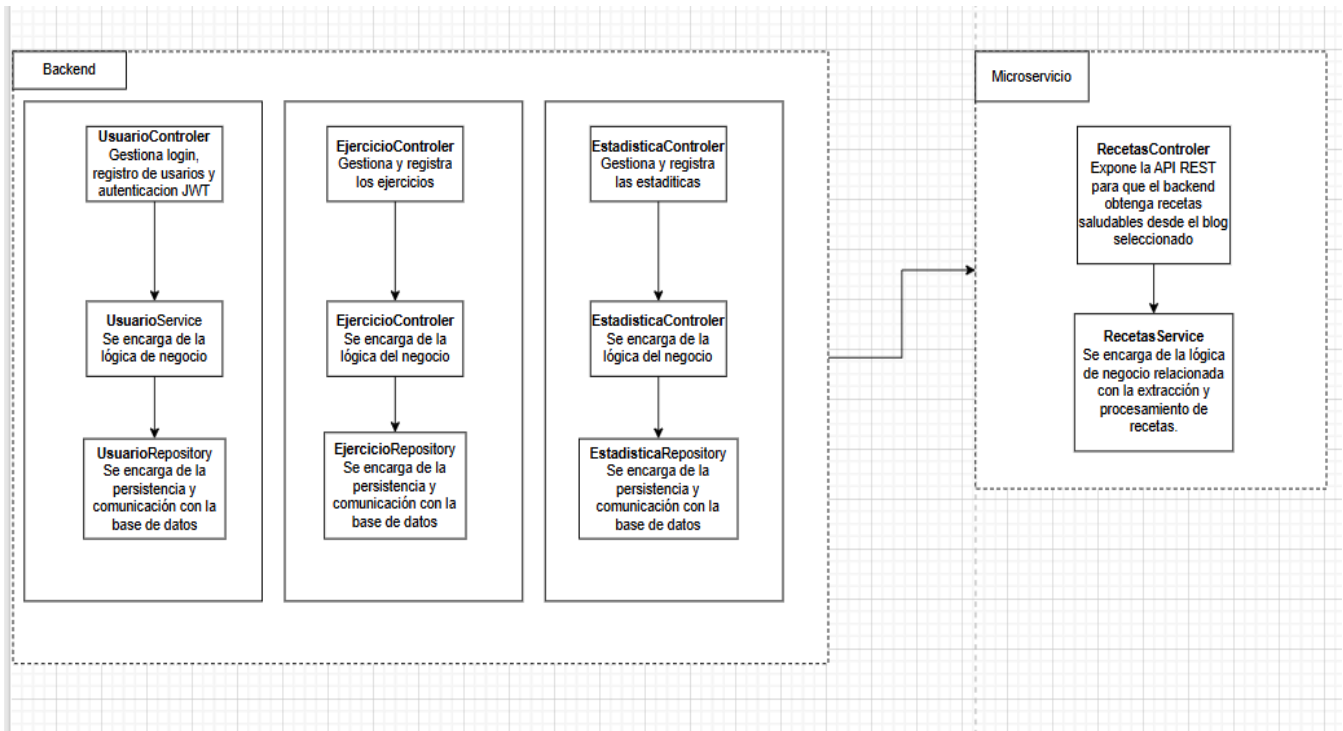 Backend
UsuarioControler
Gestiona login,
registro de usarios y
autenticacion JWT
UsuarioService
Se encarga de la
lógica de negocio
UsuarioRepository
Se encarga de la
persistencia y
comunicación con la
base de datos
EjercicioControler
Gestiona y registra
los ejercicios
EjercicioControler
Se encarga de la
lógica del negocio
EjercicioRepository
Se encarga de la
persistencia y
comunicación con la
base de datos
EstadisticaControler
Gestiona y registra
las estaditicas
EstadisticaControler
Se encarga de la
lógica del negocio
EstadisticaRepository
Se encarga de la
persistencia y
comunicación con la
base de datos
Microservicio
RecetasControler
Expone la API REST
para que el backend
obtenga recetas
saludables desde el blog
seleccionado
RecetasService
Se encarga de la lógica
de negocio relacionada
con la extracción y
procesamiento de
recetas.